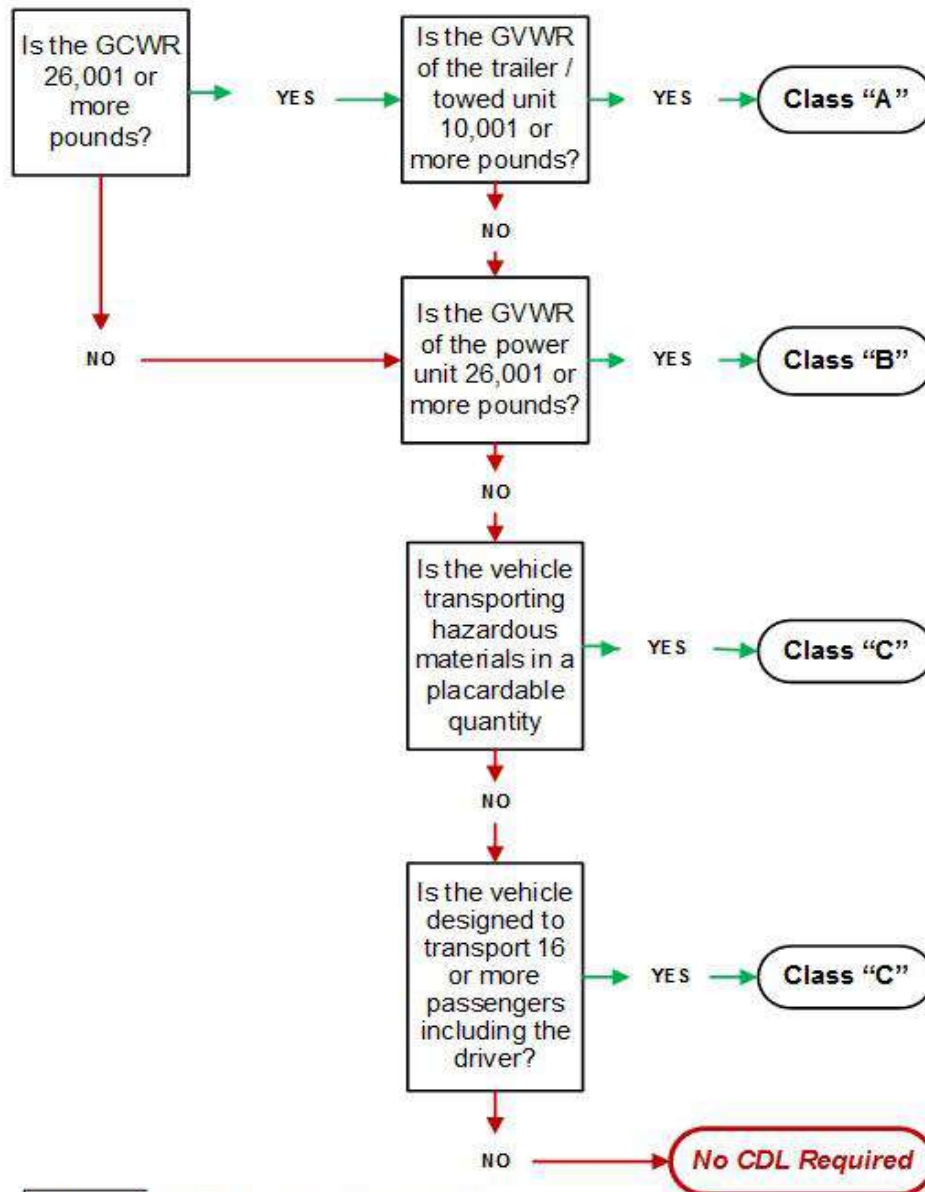 Is the GCWR
26,001 or
more
pounds?
YES
Is the GVWR
of the trailer /
towed unit
10,001 or
more pounds?
YES
Class “A”
NO
NO
Is the GVWR
of the power
unit 26,001 or
more pounds?
YES
Class “B”
NO
Is the vehicle
transporting
hazardous
materials in a
placardable
quantity
YES
Class “C”
NO
Is the vehicle
designed to
transport 16
or more
passengers
including the
driver?
YES
Class “C”
NO
No CDL Required